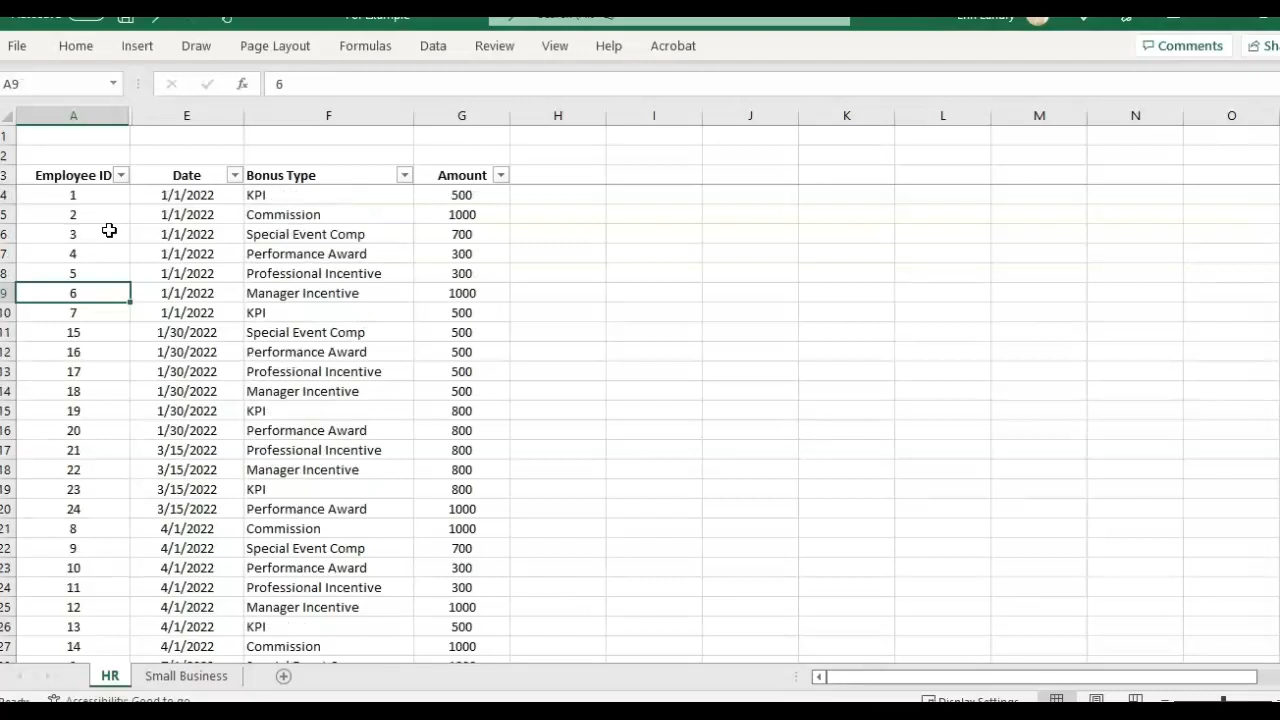 File Home Insert Draw Page Layout Formulas Data Review View Help Acrobat Comments
A9 fx 6
A E F G H I J K L M N O
1
2
3 Employee ID Date Bonus Type Amount
4 1 1/1/2022 KPI 500
5 2 1/1/2022 Commission 1000
6 3 1/1/2022 Special Event Comp 700
7 4 1/1/2022 Performance Award 300
8 5 1/1/2022 Professional Incentive 300
9 6 1/1/2022 Manager Incentive 1000
10 7 1/1/2022 KPI 500
11 15 1/30/2022 Special Event Comp 500
12 16 1/30/2022 Performance Award 500
13 17 1/30/2022 Professional Incentive 500
14 18 1/30/2022 Manager Incentive 500
15 19 1/30/2022 KPI 800
16 20 1/30/2022 Performance Award 800
17 21 3/15/2022 Professional Incentive 800
18 22 3/15/2022 Manager Incentive 800
19 23 3/15/2022 KPI 800
20 24 3/15/2022 Performance Award 1000
21 8 4/1/2022 Commission 1000
22 9 4/1/2022 Special Event Comp 700
23 10 4/1/2022 Performance Award 300
24 11 4/1/2022 Professional Incentive 300
25 12 4/1/2022 Manager Incentive 1000
26 13 4/1/2022 KPI 500
27 14 4/1/2022 Commission 1000
HR Small Business
Accessibility: Good to go Display Settings